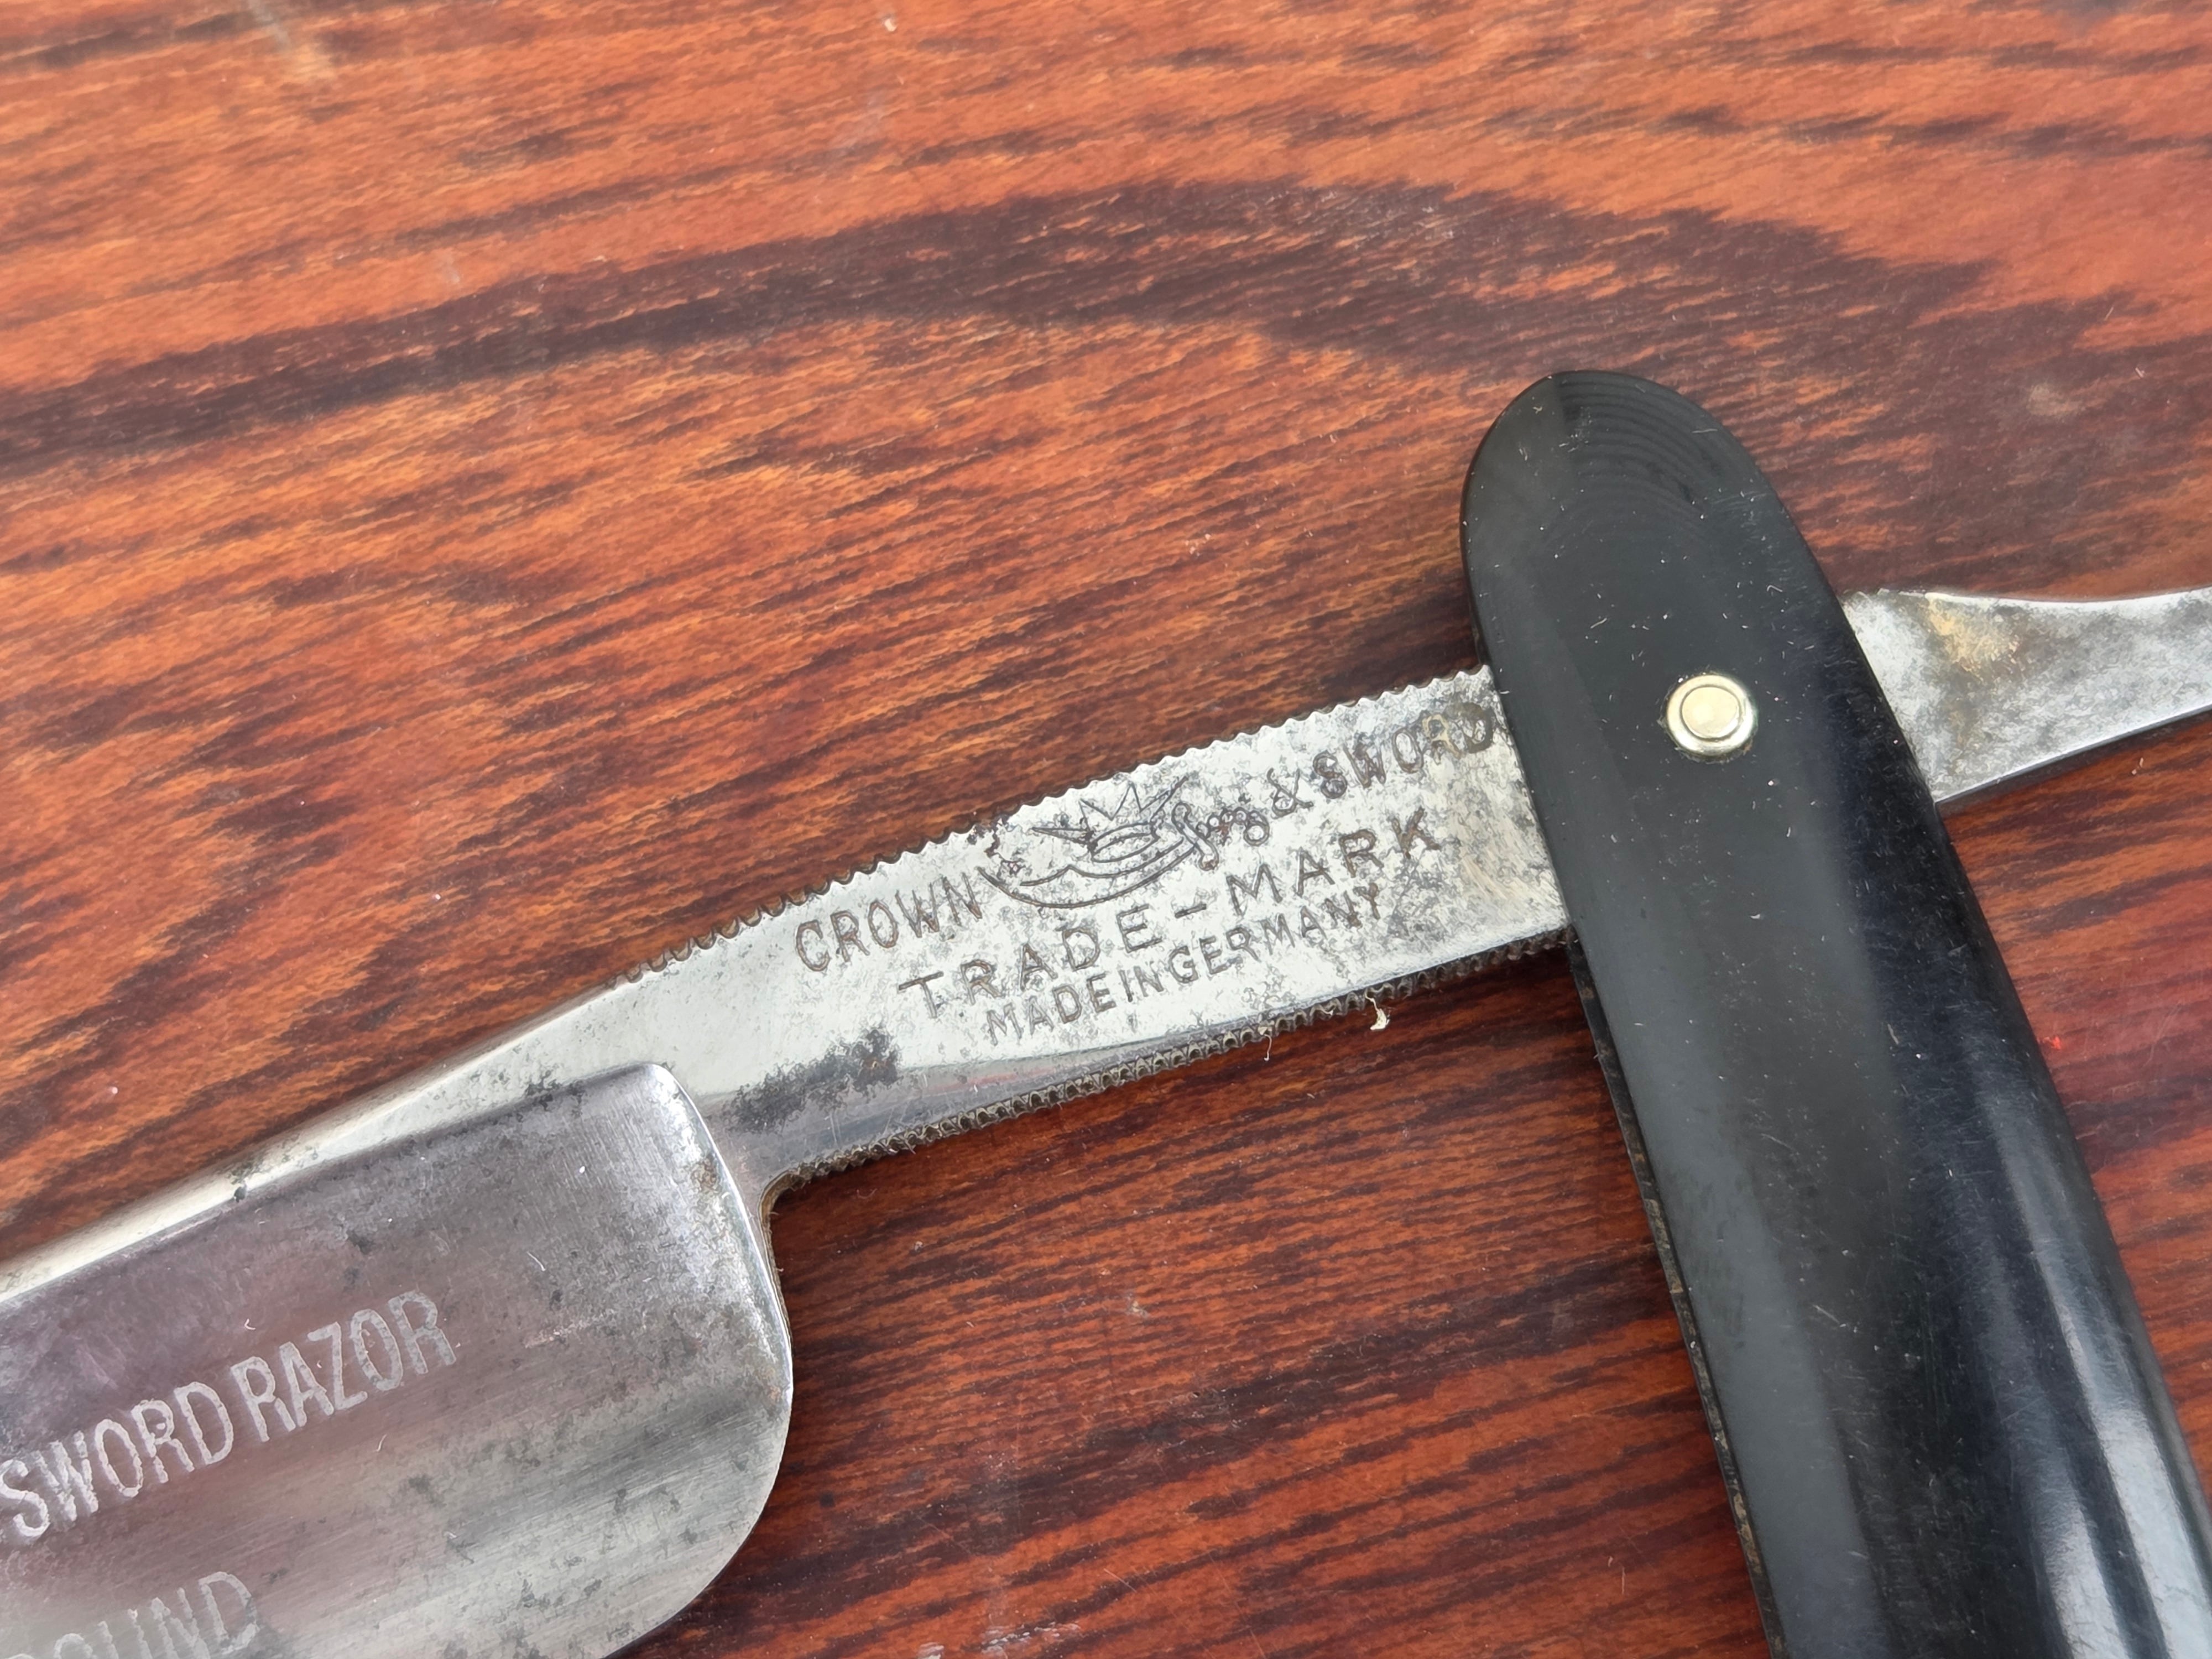 CROWN & SWORD
TRADE-MARK
MADE IN GERMANY
SWORD RAZOR